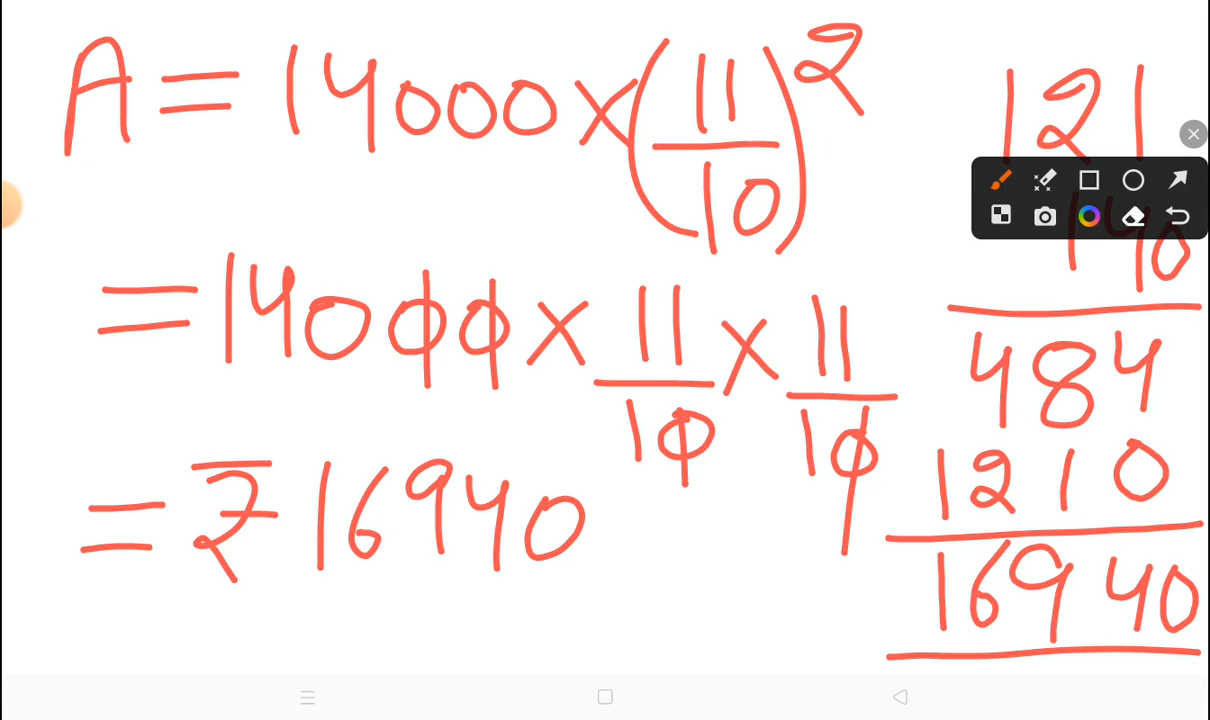 A = 14000 × (11/10)²
= 14000 × 11/10 × 11/10
= ₹ 16940
121
140
484
1210
16940